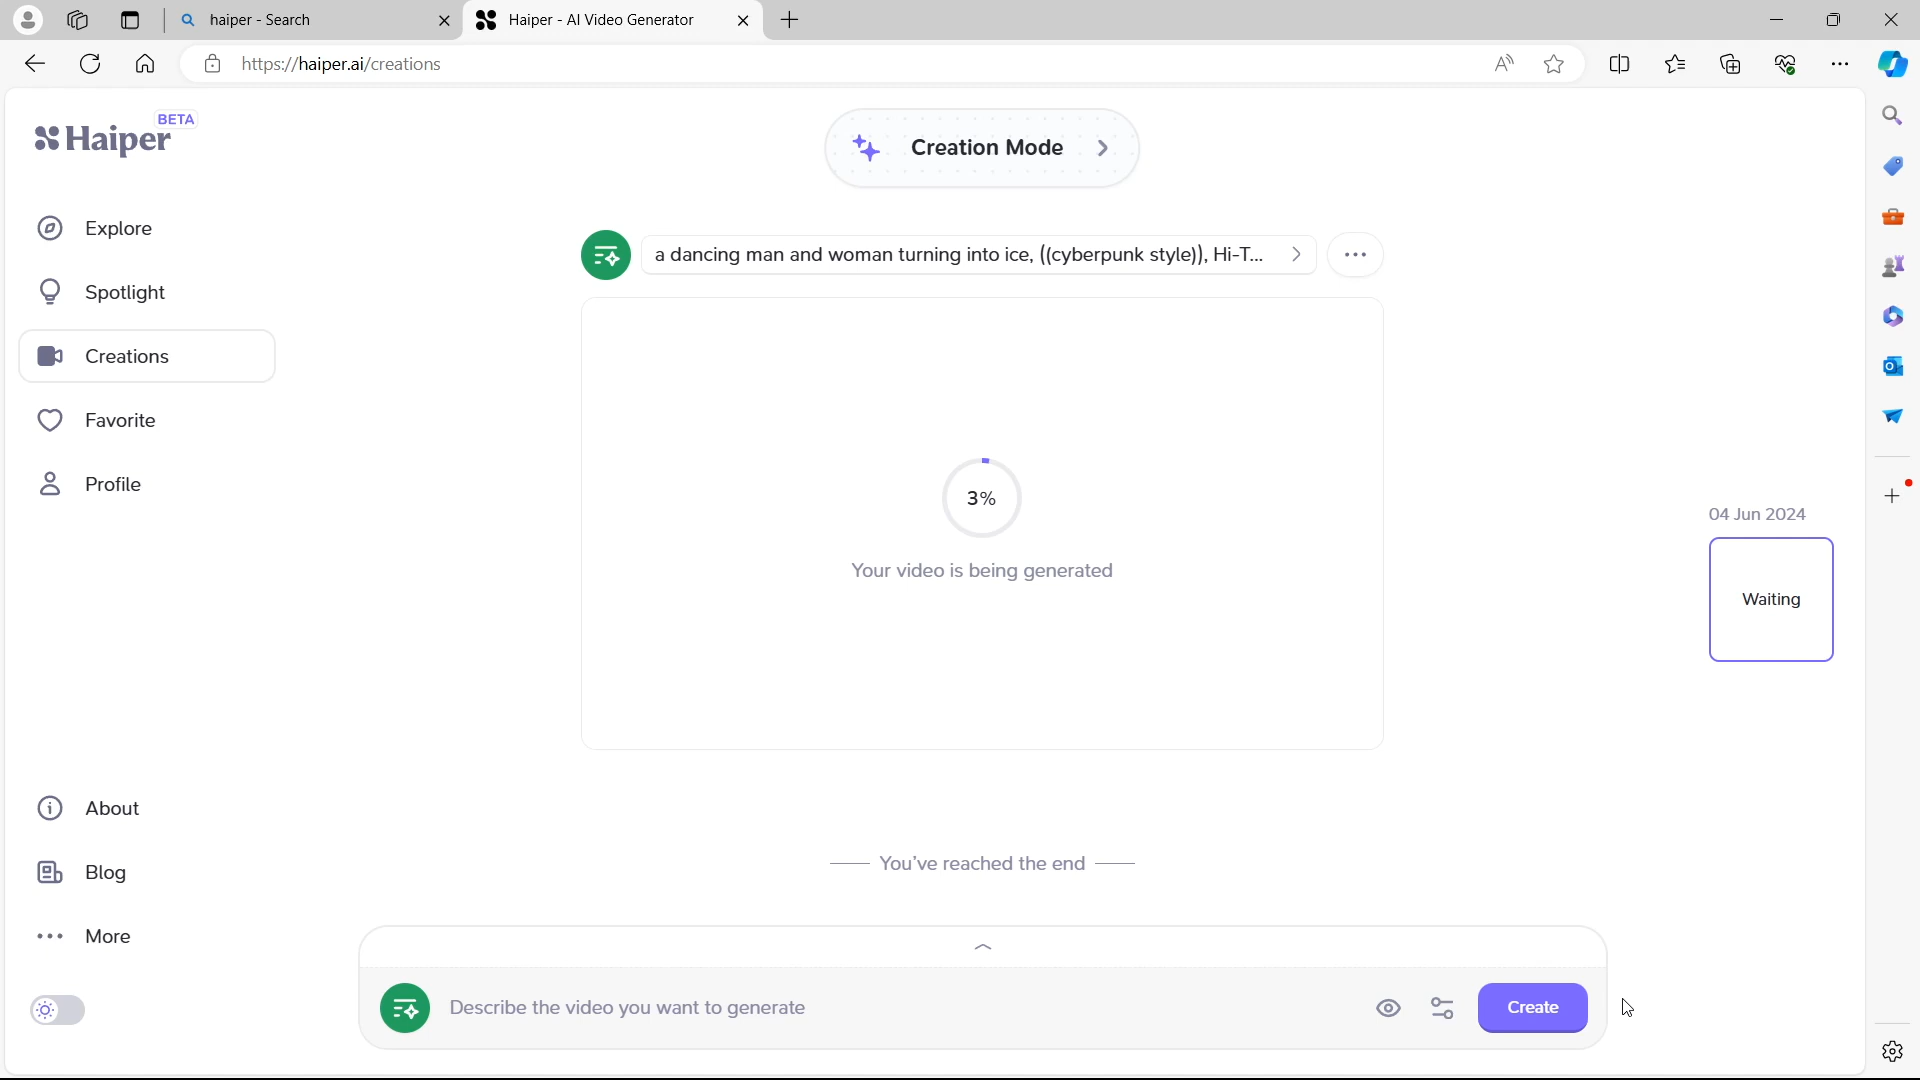 haiper - Search
Haiper - AI Video Generator
https://haiper.ai/creations
Haiper BETA
Creation Mode
Explore
Spotlight
Creations
Favorite
Profile
a dancing man and woman turning into ice, ((cyberpunk style)), Hi-T...
3%
Your video is being generated
04 Jun 2024
Waiting
You've reached the end
About
Blog
More
Describe the video you want to generate
Create